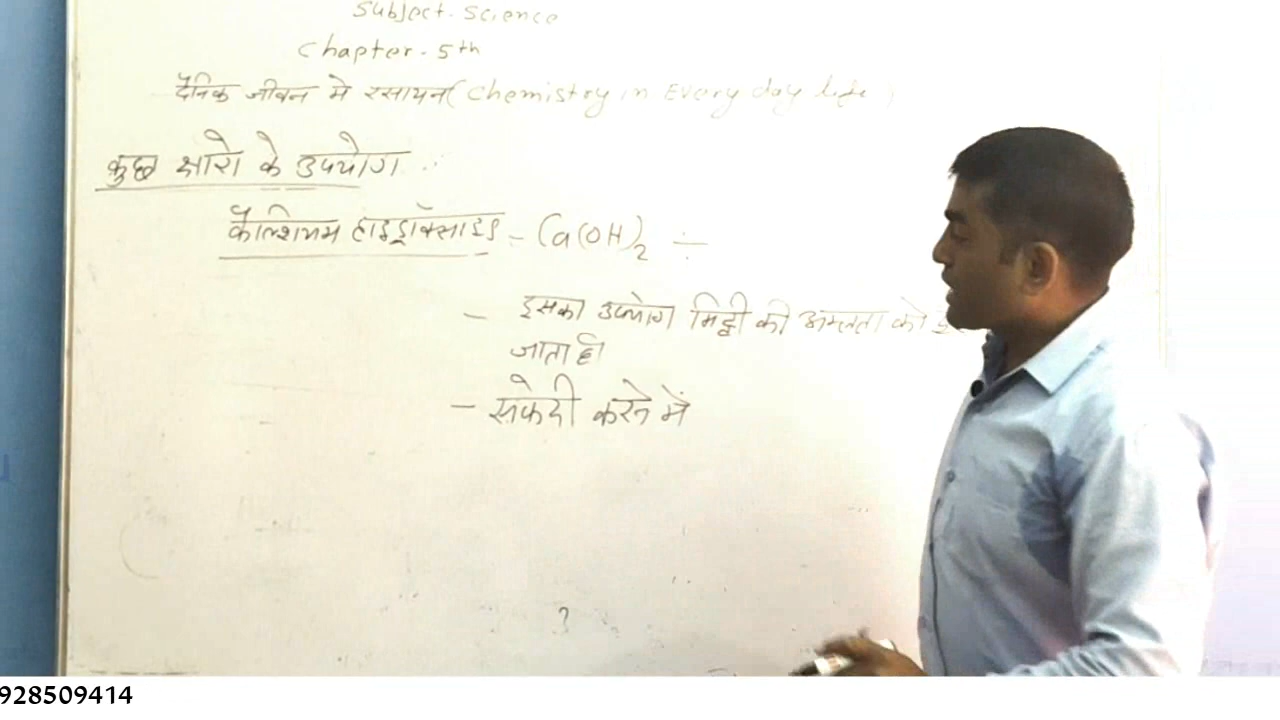 Subject. Science
Chapter - 5th
दैनिक जीवन मे रसायन (Chemistry in Every day life)
कुछ क्षारो के उपयोग
कैल्शियम हाइड्रॉक्साइड - Ca(OH)2 ÷
- इसका उपयोग मिट्टी की अम्लता को
जाता है।
- सफेदी करने में
?
928509414